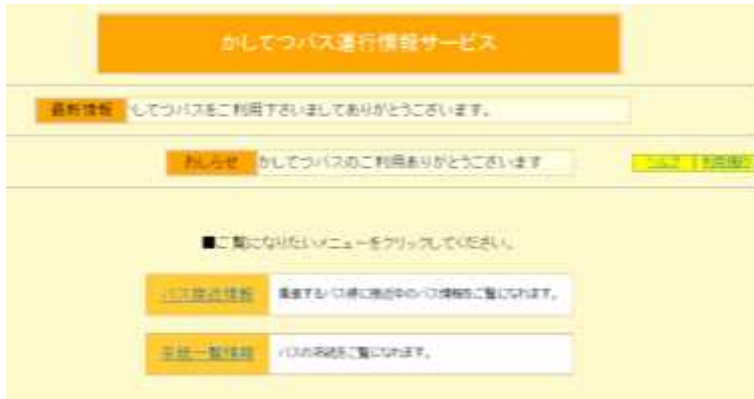 かしてつバス運行情報サービス
最新情報 してつバスをご利用下さいましてありがとうございます。
おしらせ かしてつバスのご利用ありがとうございます
ヘルプ
■ご覧になりたいメニューをクリックしてください。
バス接近情報 乗車するバス停に接近中のバス情報をご覧になれます。
系統一覧情報 バスの系統をご覧になれます。